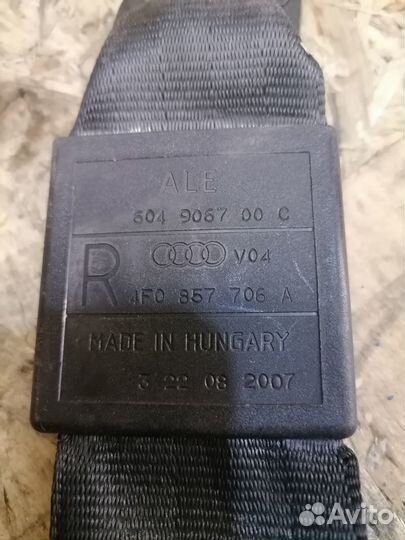 ALE
604 9067 00 C
R
V04
4F0 857 706 A
MADE IN HUNGARY
3 22 08 2007
Avito